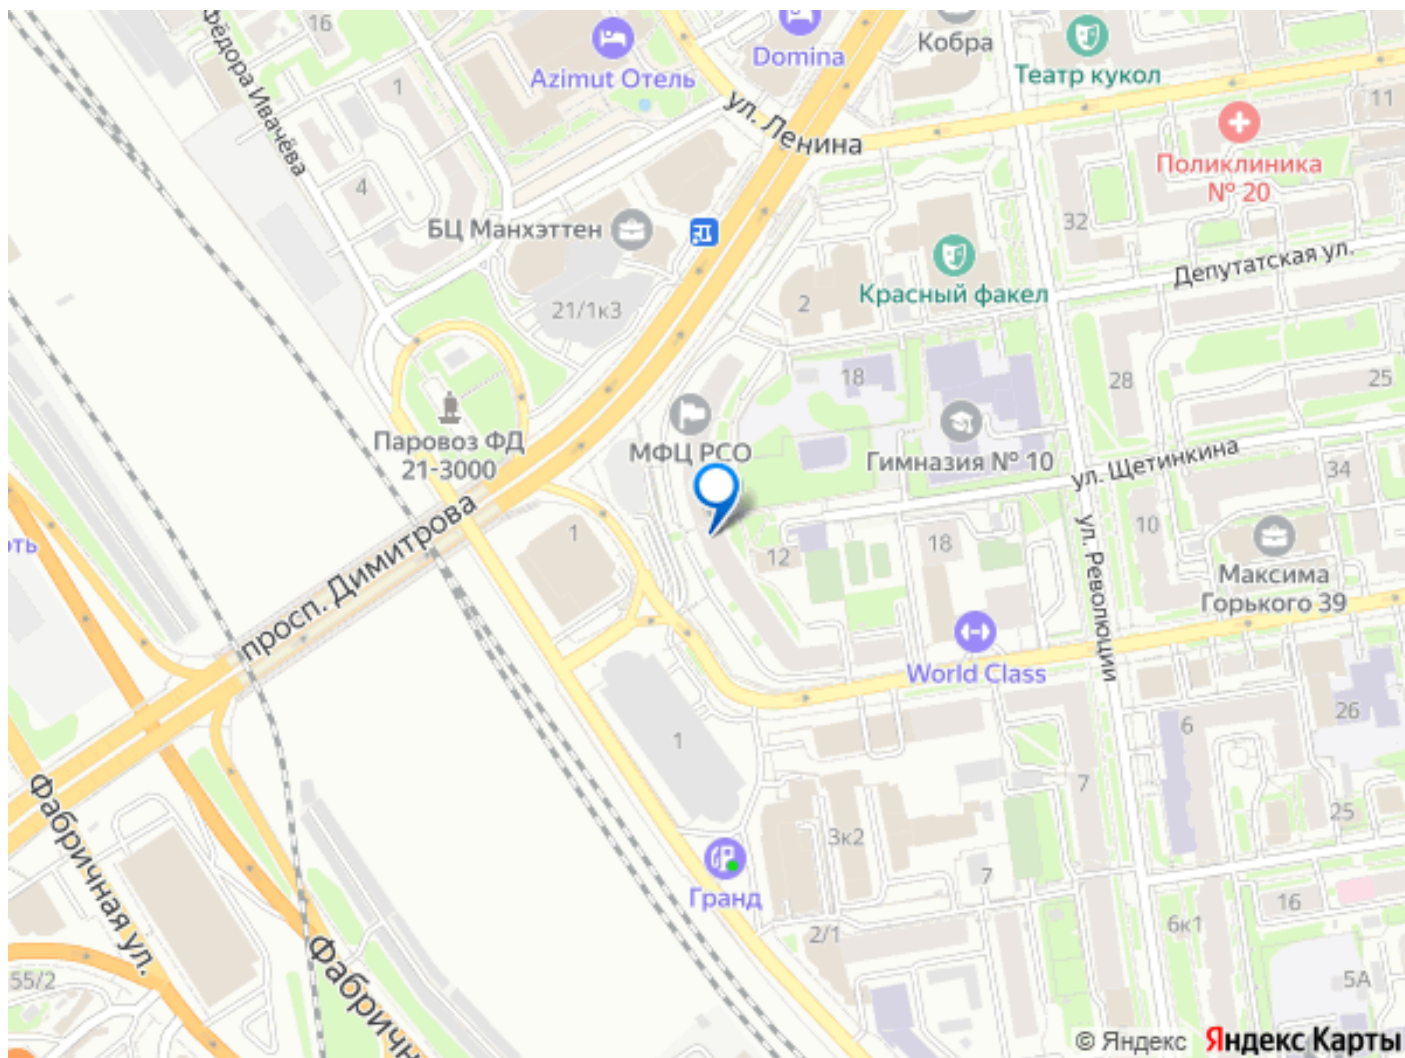 16
Фёдора Ивачёва
Azimut Отель
Domina
Кобра
Театр кукол
1
11
ул. Ленина
Поликлиника
№ 20
4
БЦ Манхэттен
32
Депутатская ул.
Красный факел
2
21/1к3
18
28
25
Паровоз ФД
21-3000
МФЦ РСО
Гимназия № 10
ул. Щетинкина
34
просп. Димитрова
1
12
18
10
ул. Революции
Максима
Горького 39
World Class
26
6
1
7
25
Фабричная ул.
3к2
7
Гранд
16
2/1
6к1
Фабричн
55/2
5А
© Яндекс Яндекс Карты